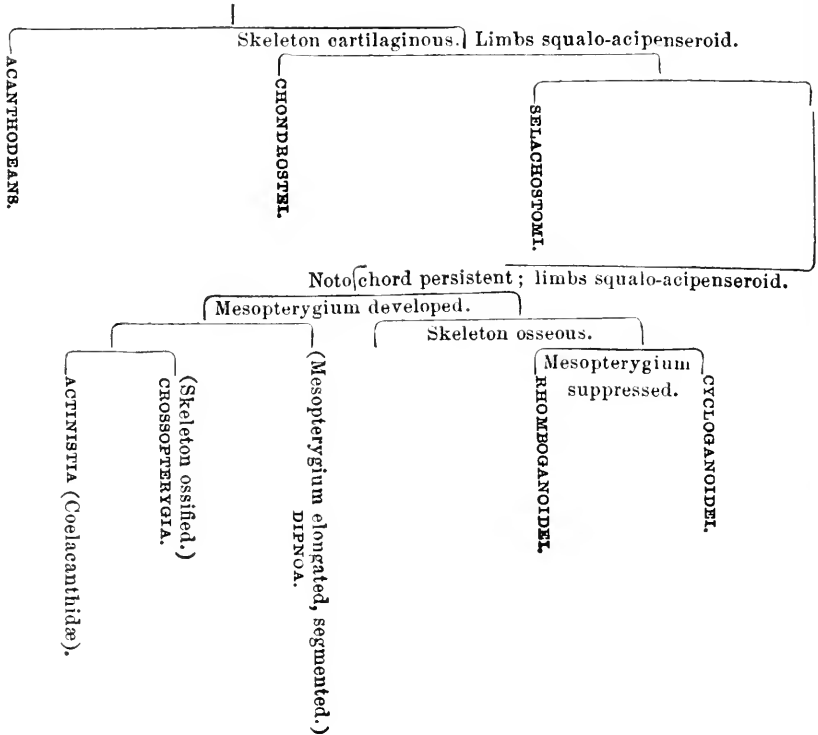 Skeleton cartilaginous. Limbs squalo-acipenseroid.
ACANTHODEANS.
CHONDROSTEI.
SELACHOSTOMI.
Notochord persistent; limbs squalo-acipenseroid.
Mesopterygium developed.
Skeleton osseous.
Mesopterygium
suppressed.
ACTINISTIA (Coelacanthidæ).
(Skeleton ossified.)
CROSSOPTERYGIA.
(Mesopterygium elongated, segmented.)
DIPNOA.
RHOMBOGANOIDEI.
CYCLOGANOIDEI.